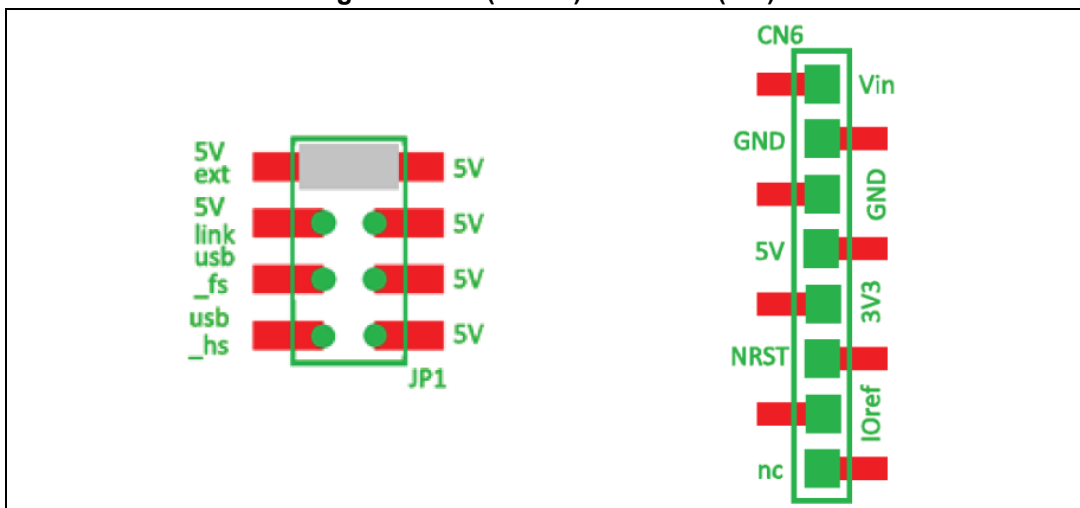 5V
ext
5V
5V
link
5V
usb
_fs
5V
usb
_hs
5V
JP1
CN6
Vin
GND
GND
5V
3V3
NRST
IOref
nc